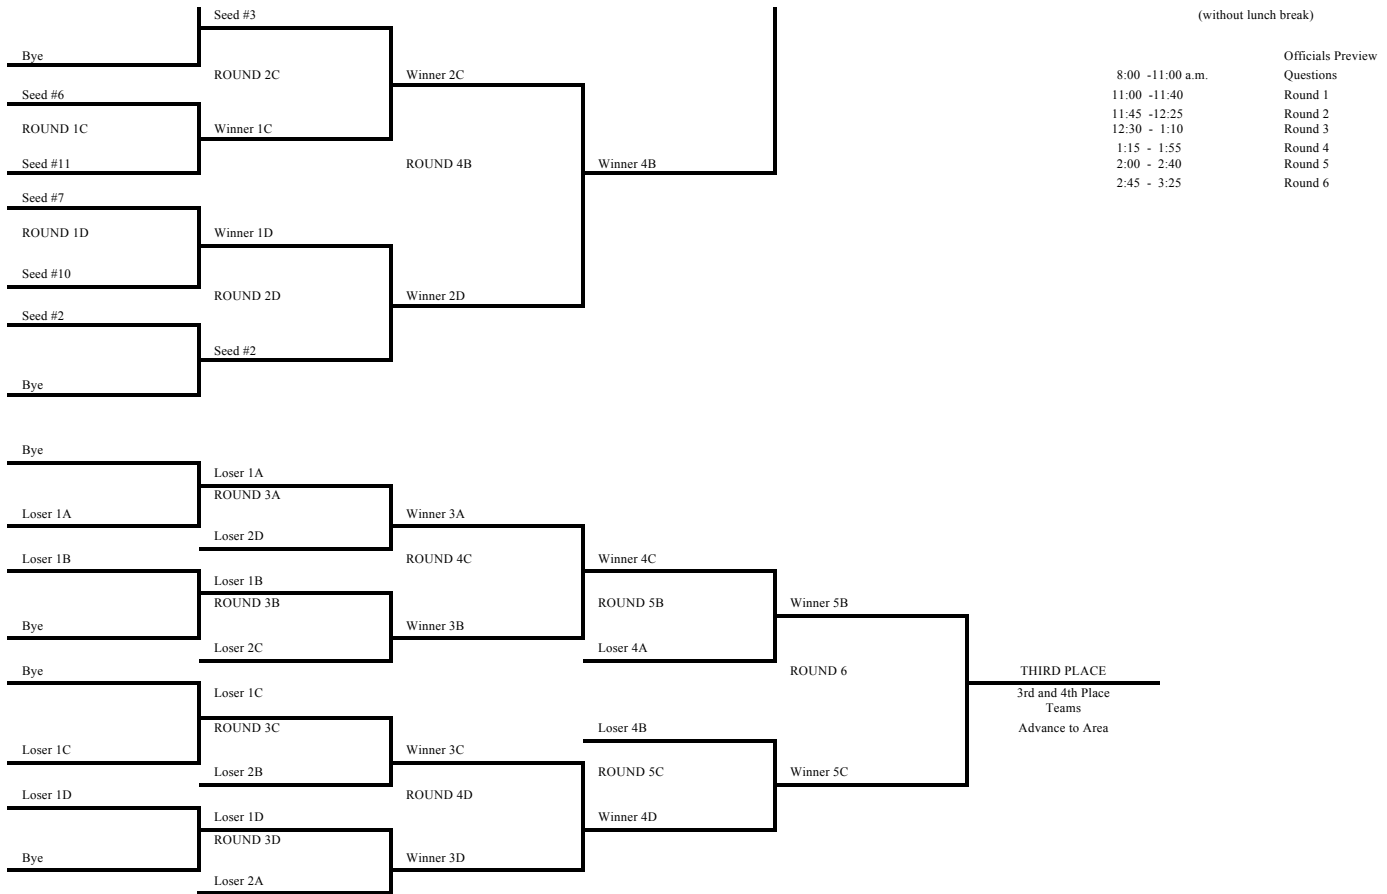 Seed #3
Bye
ROUND 2C
Winner 2C
Seed #6
ROUND 1C
Winner 1C
Seed #11
ROUND 4B
Winner 4B
Seed #7
ROUND 1D
Winner 1D
Seed #10
ROUND 2D
Winner 2D
Seed #2
Seed #2
Bye
(without lunch break)
Officials Preview
8:00 -11:00 a.m. Questions
11:00 -11:40 Round 1
11:45 -12:25 Round 2
12:30 - 1:10 Round 3
1:15 - 1:55 Round 4
2:00 - 2:40 Round 5
2:45 - 3:25 Round 6
Bye
Loser 1A
ROUND 3A
Loser 1A
Winner 3A
Loser 2D
Loser 1B
ROUND 4C
Winner 4C
Loser 1B
ROUND 3B
ROUND 5B
Winner 5B
Bye
Winner 3B
Loser 2C
Loser 4A
Bye
ROUND 6
THIRD PLACE
Loser 1C
3rd and 4th Place
Teams
ROUND 3C
Loser 4B
Advance to Area
Loser 1C
Winner 3C
Loser 2B
ROUND 5C
Winner 5C
Loser 1D
ROUND 4D
Loser 1D
Winner 4D
ROUND 3D
Bye
Winner 3D
Loser 2A